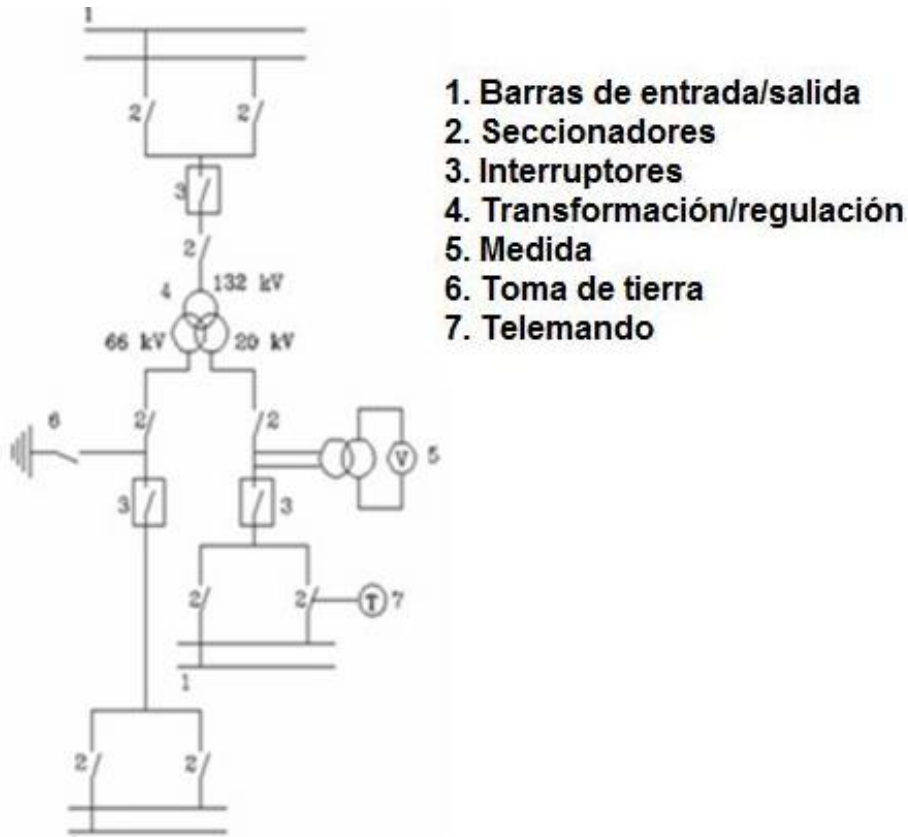 1
2 2
1. Barras de entrada/salida
2. Seccionadores
3. Interruptores
4. Transformación/regulación
5. Medida
6. Toma de tierra
7. Telemando
3
2
4 132 kV
66 kV 20 kV
6 2 2
V 5
3 3
2 2 T 7
1
2 2